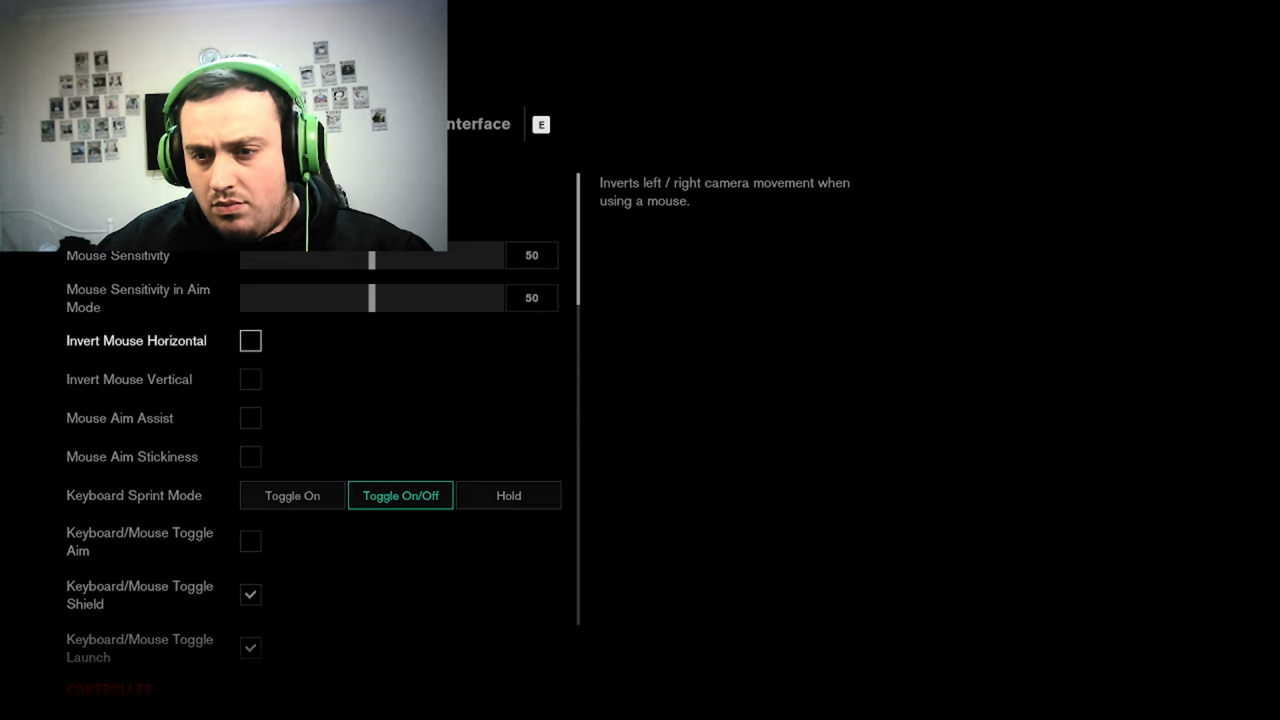 nterface
E
Inverts left / right camera movement when
using a mouse.
Mouse Sensitivity
50
Mouse Sensitivity in Aim
Mode
50
Invert Mouse Horizontal
Invert Mouse Vertical
Mouse Aim Assist
Mouse Aim Stickiness
Keyboard Sprint Mode
Toggle On
Toggle On/Off
Hold
Keyboard/Mouse Toggle
Aim
Keyboard/Mouse Toggle
Shield
Keyboard/Mouse Toggle
Launch
CONTROLLER